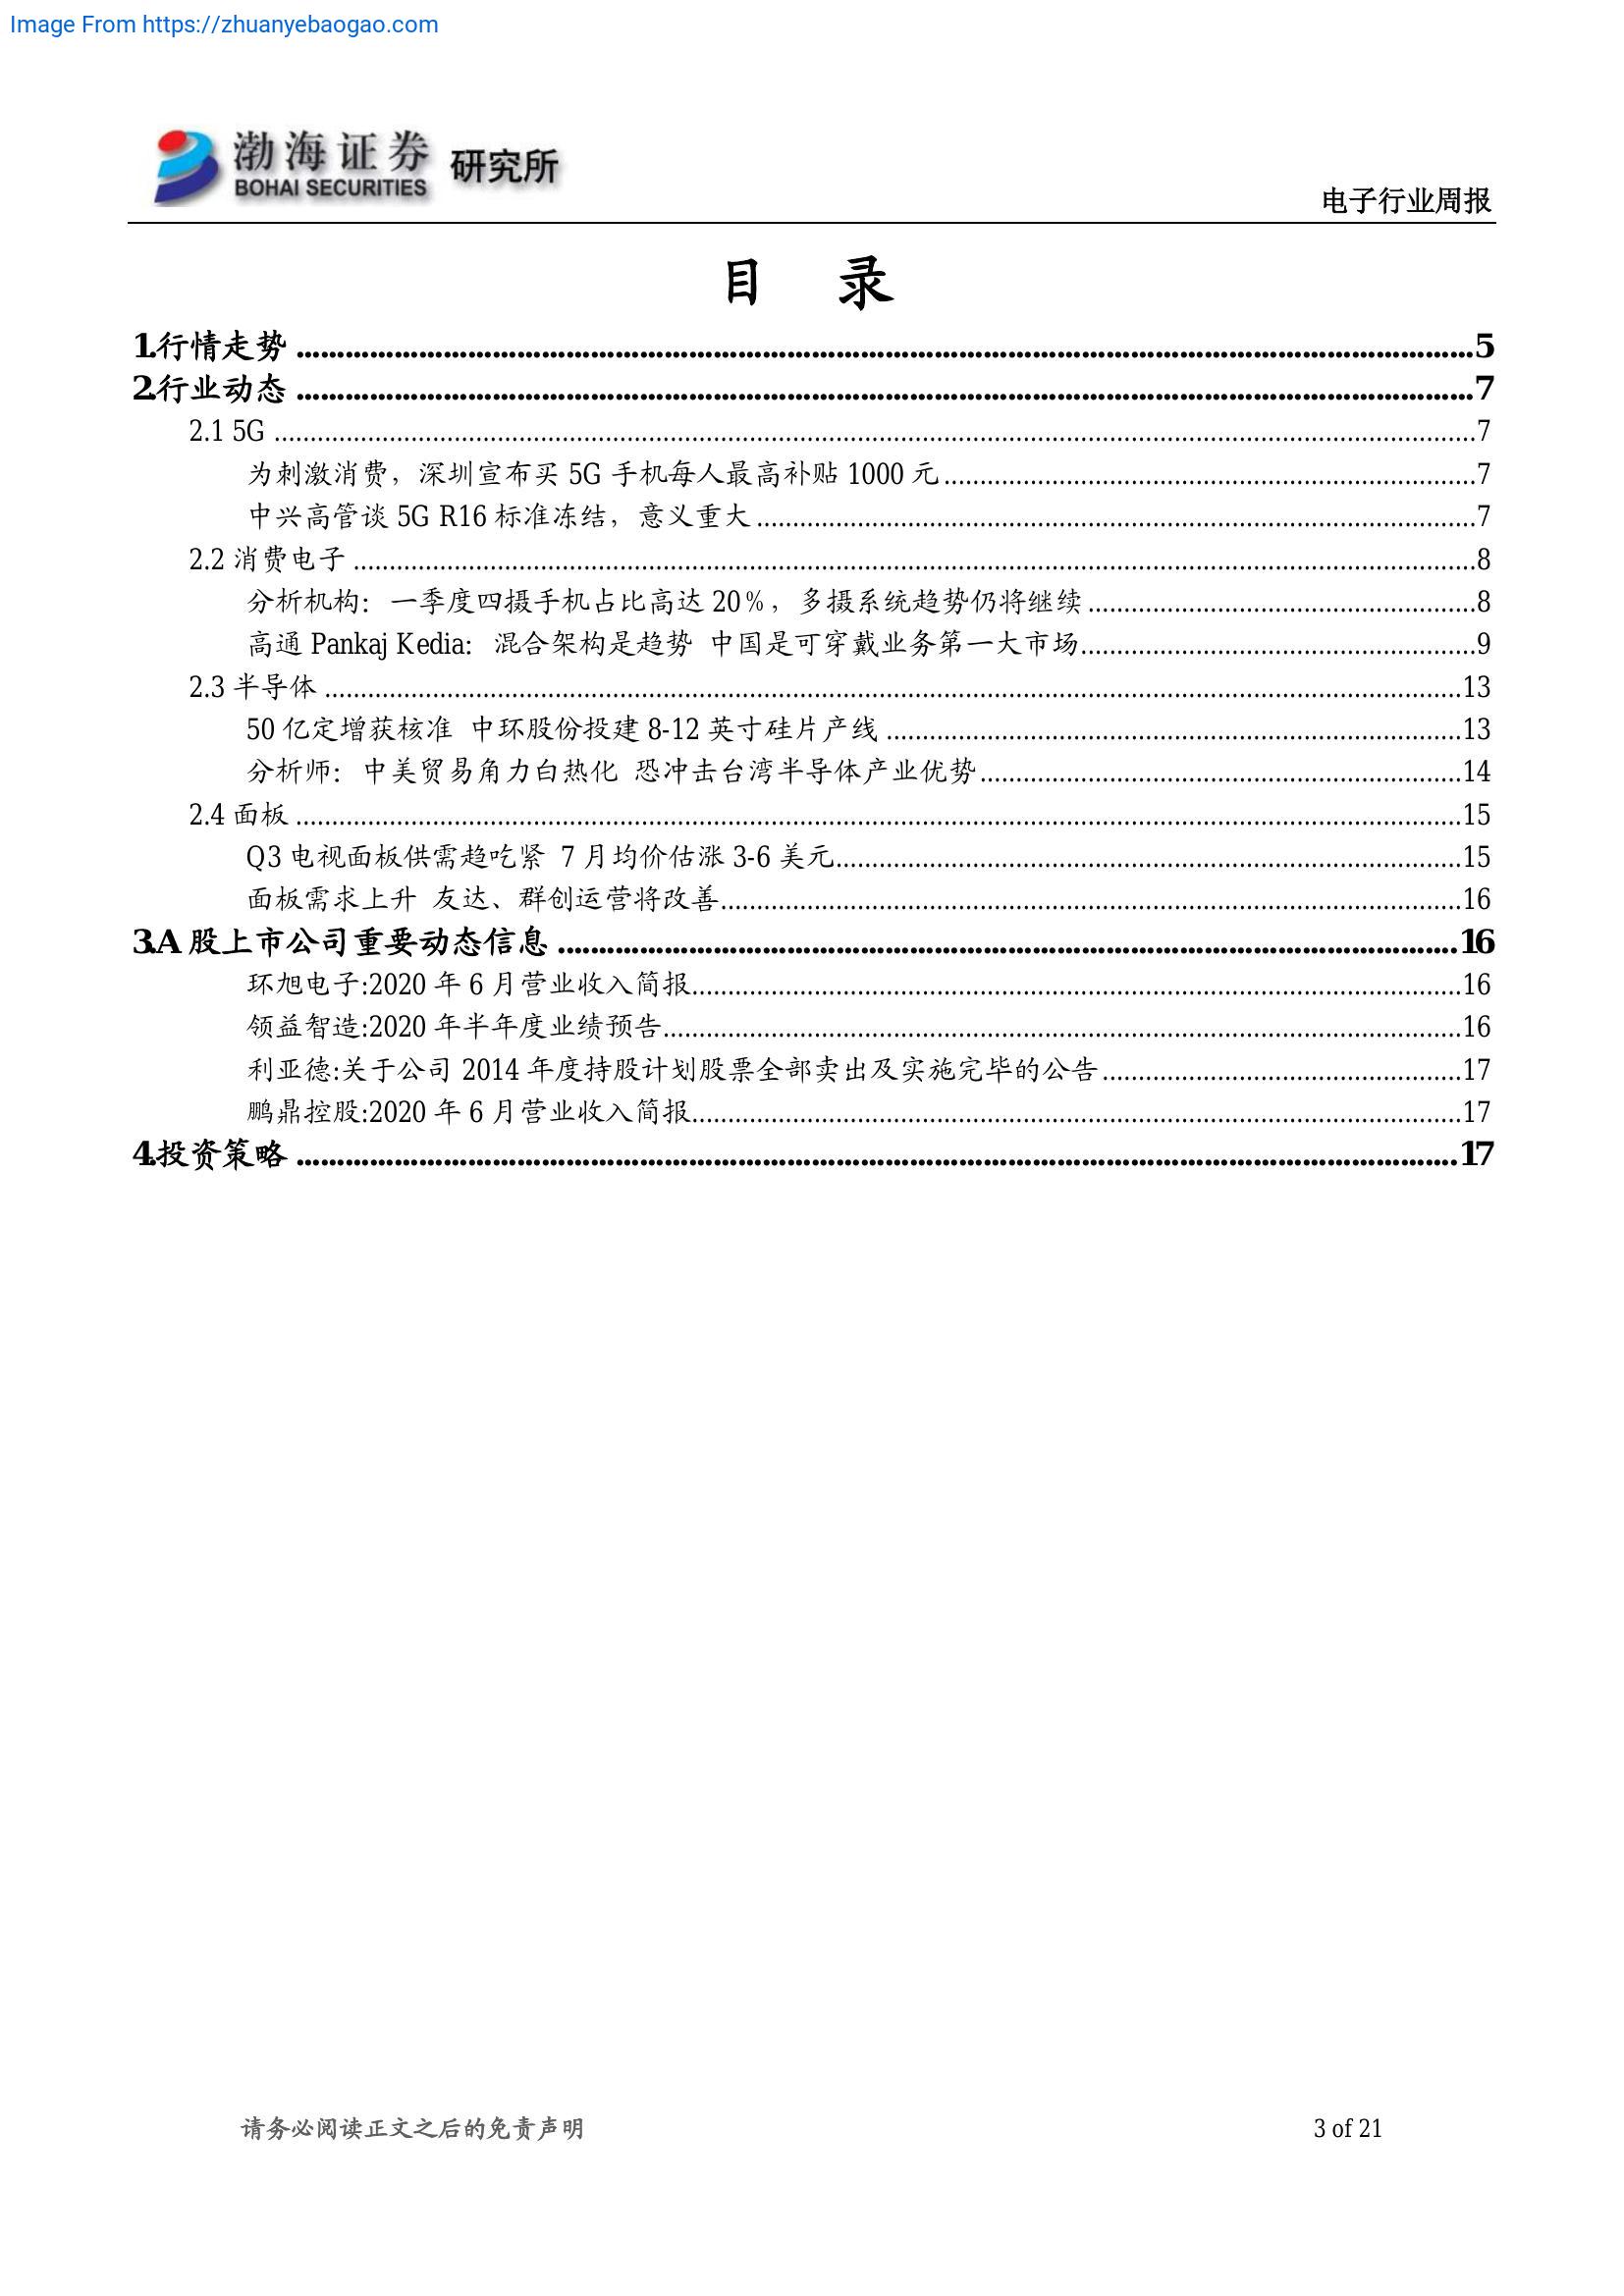 Image From https://zhuanyebaogao.com
渤海证券 研究所
BOHAI SECURITIES
电子行业周报
目 录
1.行情走势 ........ 5
2.行业动态 ........ 7
2.1 5G ........ 7
为刺激消费，深圳宣布买 5G 手机每人最高补贴 1000 元 ........ 7
中兴高管谈 5G R16 标准冻结，意义重大 ........ 7
2.2 消费电子 ........ 8
分析机构：一季度四摄手机占比高达 20%，多摄系统趋势仍将继续 ........ 8
高通 Pankaj Kedia：混合架构是趋势 中国是可穿戴业务第一大市场 ........ 9
2.3 半导体 ........ 13
50 亿定增获核准 中环股份投建 8-12 英寸硅片产线 ........ 13
分析师：中美贸易角力白热化 恐冲击台湾半导体产业优势 ........ 14
2.4 面板 ........ 15
Q3 电视面板供需趋吃紧 7 月均价估涨 3-6 美元 ........ 15
面板需求上升 友达、群创运营将改善 ........ 16
3.A 股上市公司重要动态信息 ........ 16
环旭电子:2020 年 6 月营业收入简报 ........ 16
领益智造:2020 年半年度业绩预告 ........ 16
利亚德:关于公司 2014 年度持股计划股票全部卖出及实施完毕的公告 ........ 17
鹏鼎控股:2020 年 6 月营业收入简报 ........ 17
4.投资策略 ........ 17
请务必阅读正文之后的免责声明 3 of 21